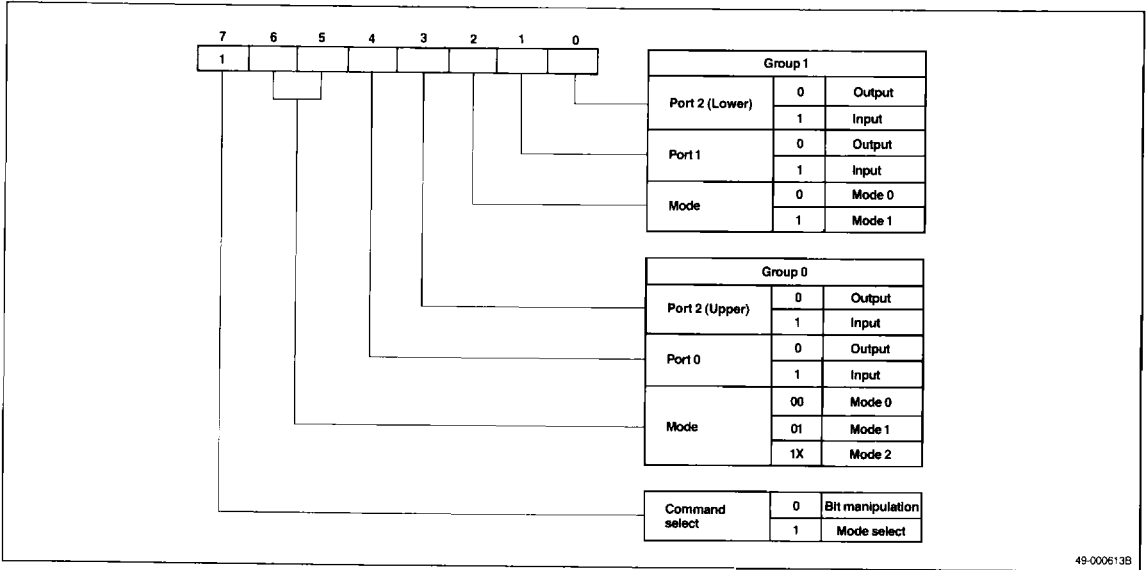 7 6 5 4 3 2 1 0
1
Group 1
Port 2 (Lower) 0 Output
1 Input
Port 1 0 Output
1 Input
Mode 0 Mode 0
1 Mode 1
Group 0
Port 2 (Upper) 0 Output
1 Input
Port 0 0 Output
1 Input
Mode 00 Mode 0
01 Mode 1
1X Mode 2
Command select 0 Bit manipulation
1 Mode select
49-000613B